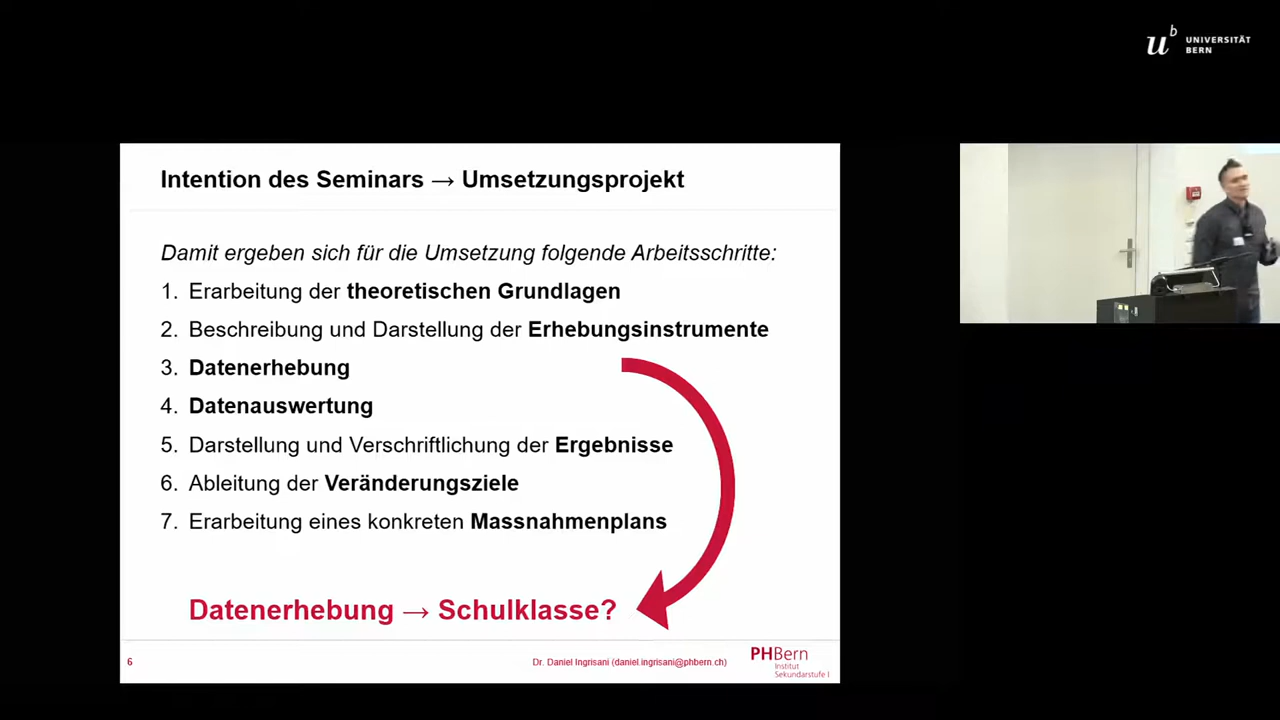 u^b UNIVERSITÄT
BERN
Intention des Seminars → Umsetzungsprojekt
Damit ergeben sich für die Umsetzung folgende Arbeitsschritte:
1. Erarbeitung der theoretischen Grundlagen
2. Beschreibung und Darstellung der Erhebungsinstrumente
3. Datenerhebung
4. Datenauswertung
5. Darstellung und Verschriftlichung der Ergebnisse
6. Ableitung der Veränderungsziele
7. Erarbeitung eines konkreten Massnahmenplans
Datenerhebung → Schulklasse?
6
Dr. Daniel Ingrisani (daniel.ingrisani@phbern.ch)
PHBern
Institut
Sekundarstufe I